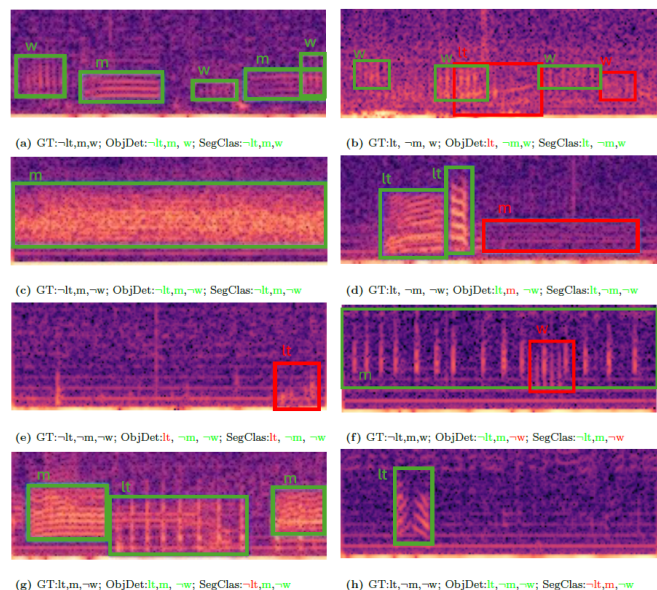 w m w m w
w w lt w w
(a) GT:¬lt,m,w; ObjDet:¬lt,m, w; SegClas:¬lt,m,w
(b) GT:lt, ¬m, w; ObjDet:lt, ¬m,w; SegClas:lt, ¬m,w
m
lt lt m
(c) GT:¬lt,m,¬w; ObjDet:¬lt,m,¬w; SegClas:¬lt,m,¬w
(d) GT:lt, ¬m, ¬w; ObjDet:lt,m, ¬w; SegClas:lt,¬m,¬w
lt
w m
(e) GT:¬lt,¬m,¬w; ObjDet:lt, ¬m, ¬w; SegClas:lt, ¬m, ¬w
(f) GT:¬lt,m,w; ObjDet:¬lt,m,¬w; SegClas:¬lt,m,¬w
m lt m
lt
(g) GT:lt,m,¬w; ObjDet:lt,m, ¬w; SegClas:¬lt,m,¬w
(h) GT:lt,¬m,¬w; ObjDet:lt,¬m,¬w; SegClas:¬lt,m,¬w